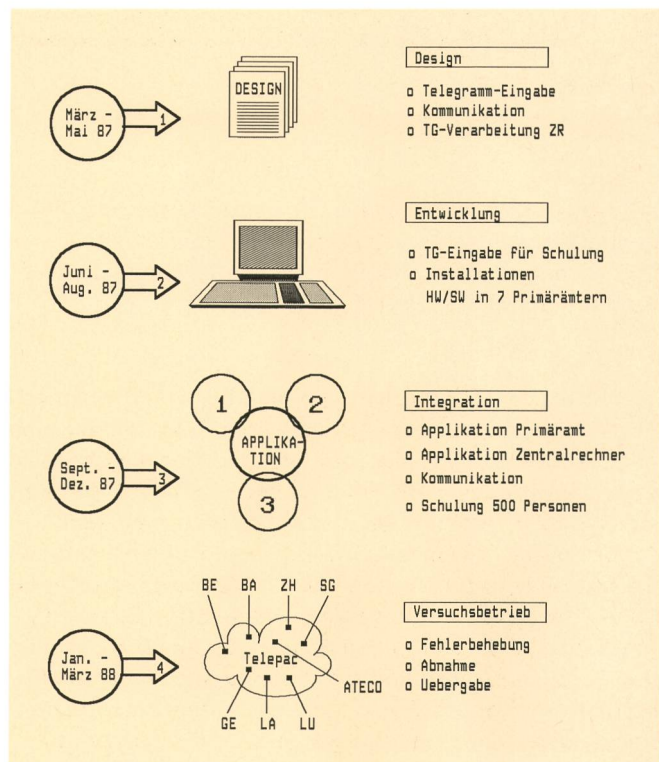 März -
Mai 87
1
DESIGN
Design
o Telegramm-Eingabe
o Kommunikation
o TG-Verarbeitung ZR
Juni -
Aug. 87
2
Entwicklung
o TG-Eingabe für Schulung
o Installationen
HW/SW in 7 Primärämtern
Sept. -
Dez. 87
3
1
2
APPLIKA-
TION
3
Integration
o Applikation Primäramt
o Applikation Zentralrechner
o Kommunikation
o Schulung 500 Personen
Jan. -
März 88
4
BE BA ZH SG
Telepac
ATECO
GE LA LU
Versuchsbetrieb
o Fehlerbehebung
o Abnahme
o Uebergabe